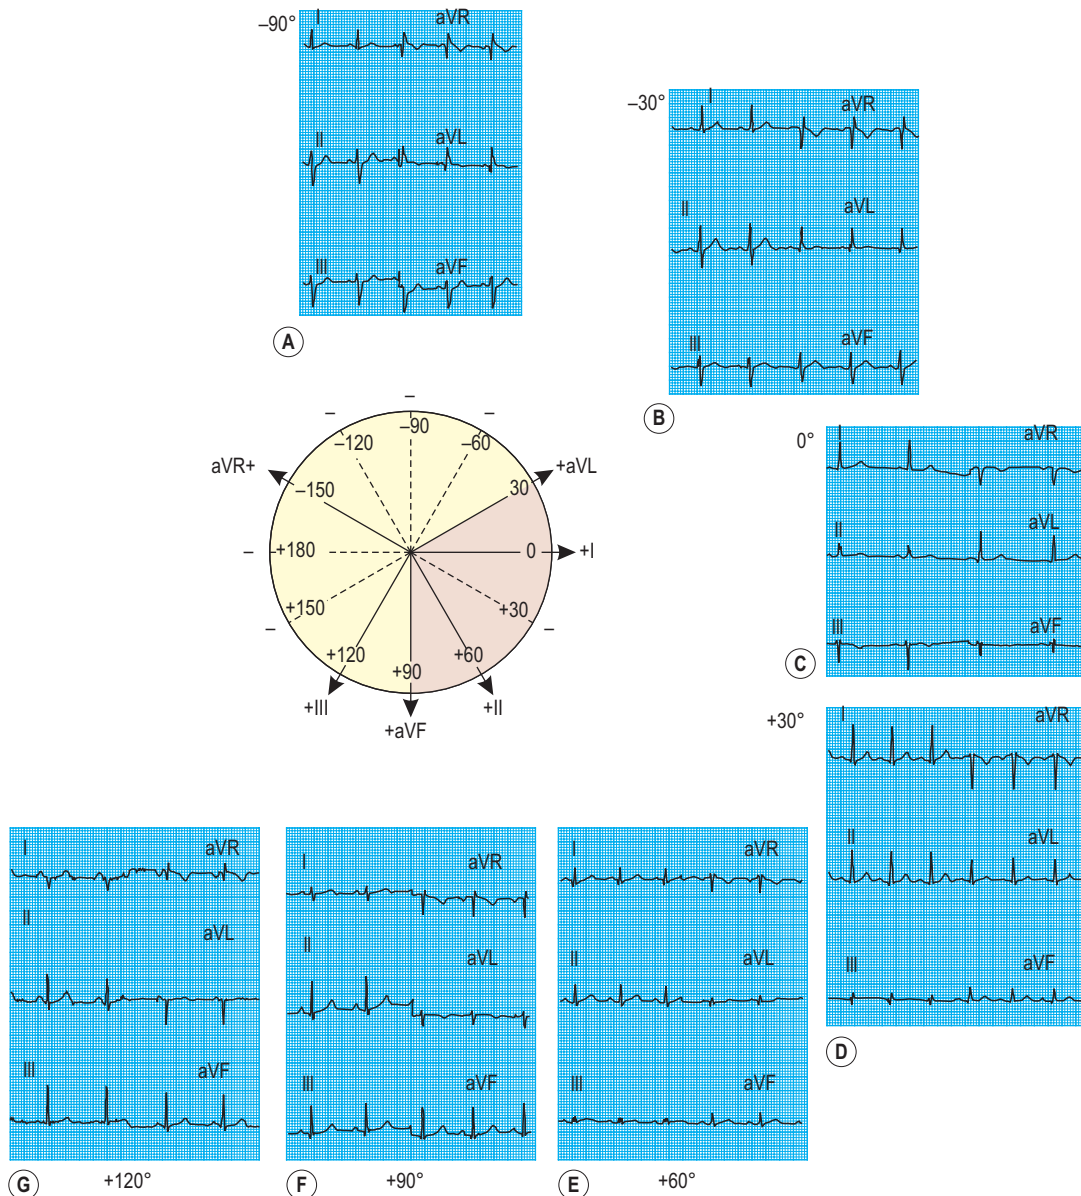 –90°
I aVR
II aVL
III aVF
A
–30°
I aVR
II aVL
III aVF
B
–
– –
–90
–120 –60
aVR+ +aVL
–150 30
– +180 0 +I
+150 +30
– –
+120 +60
+90
+III +II
+aVF
0°
I aVR
II aVL
III aVF
C
+30°
I aVR
II aVL
III aVF
D
I aVR
II
aVL
III aVF
G +120°
I aVR
II aVL
III aVF
F +90°
I aVR
II aVL
III aVF
E +60°